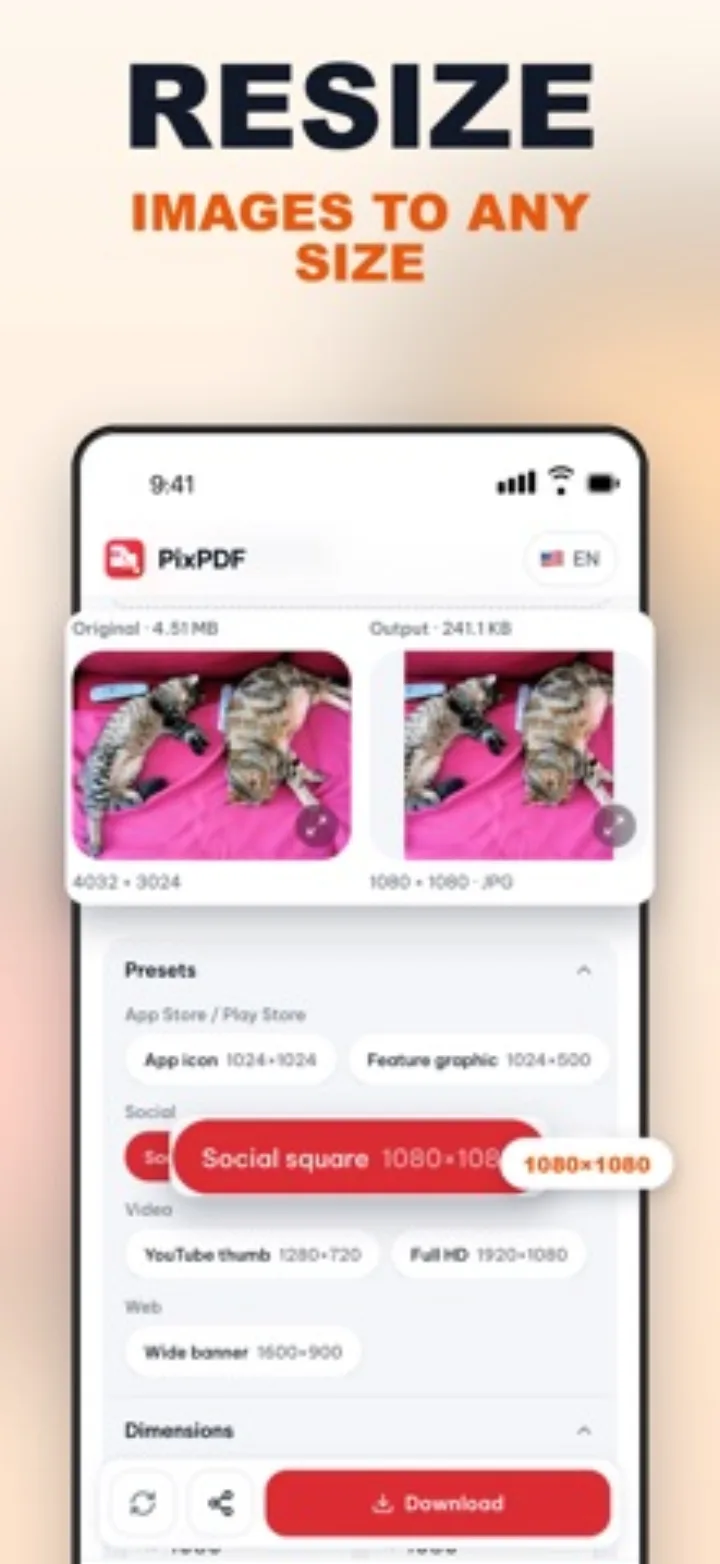 RESIZE
IMAGES TO ANY
SIZE
9:41
PixPDF
EN
Original · 4.51 MB
Output · 241.1 KB
4032 × 3024
1080 × 1080 · JPG
Presets
App Store / Play Store
App icon 1024×1024
Feature graphic 1024×500
Social
Social square 1080×108
1080×1080
Video
YouTube thumb 1280×720
Full HD 1920×1080
Web
Wide banner 1600×900
Dimensions
Download